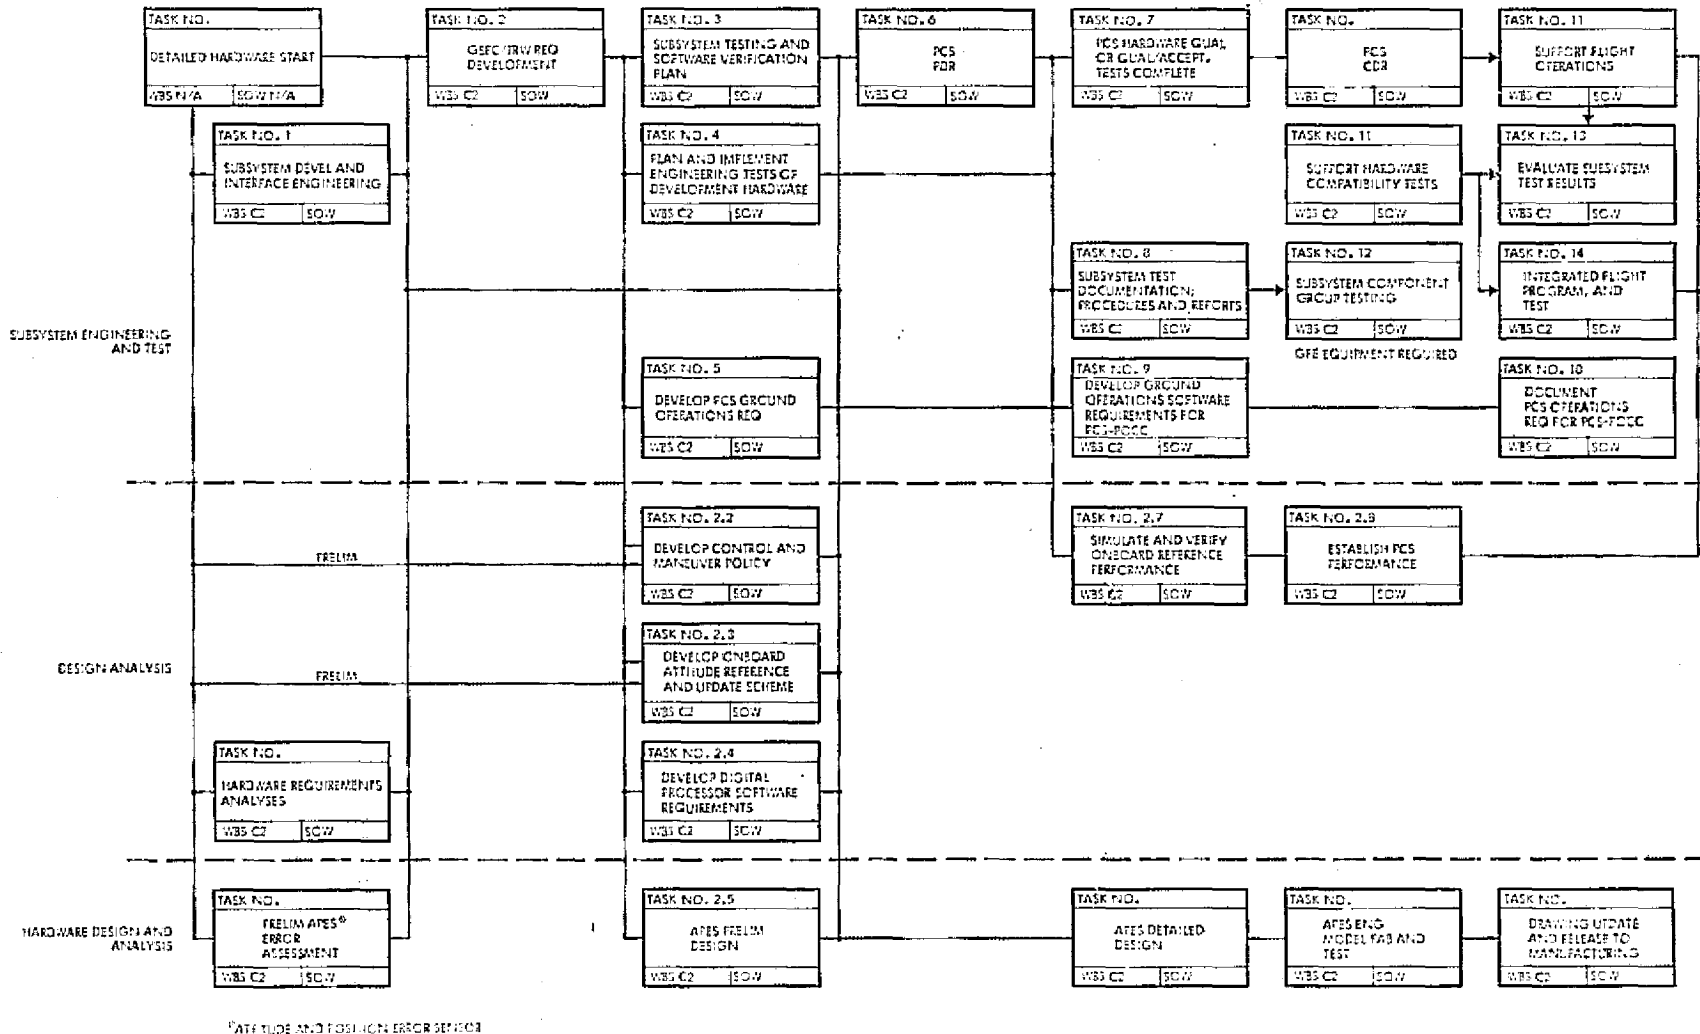 TASK NO.
DETAILED HARDWARE START
WBS N/A SOW N/A
TASK NO. 2
GSFC/TRW REQ
DEVELOPMENT
WBS C2 SOW
TASK NO. 3
SUBSYSTEM TESTING AND
SOFTWARE VERIFICATION
PLAN
WBS C2 SOW
TASK NO. 6
PCS
PDR
WBS C2 SOW
TASK NO. 7
PCS HARDWARE QUAL
OR QUAL/ACCEPT.
TESTS COMPLETE
WBS C2 SOW
TASK NO.
PCS
CDR
WBS C2 SOW
TASK NO. 11
SUPPORT FLIGHT
OPERATIONS
WBS C2 SOW
TASK NO. 1
SUBSYSTEM DEVEL AND
INTERFACE ENGINEERING
WBS C2 SOW
TASK NO. 4
PLAN AND IMPLEMENT
ENGINEERING TESTS OF
DEVELOPMENT HARDWARE
WBS C2 SOW
TASK NO. 11
SUPPORT HARDWARE
COMPATIBILITY TESTS
WBS C2 SOW
TASK NO. 13
EVALUATE SUBSYSTEM
TEST RESULTS
WBS C2 SOW
TASK NO. 8
SUBSYSTEM TEST
DOCUMENTATION;
PROCEDURES AND REPORTS
WBS C2 SOW
TASK NO. 12
SUBSYSTEM COMPONENT
GROUP TESTING
WBS C2 SOW
GFE EQUIPMENT REQUIRED
TASK NO. 14
INTEGRATED FLIGHT
PROGRAM, AND
TEST
WBS C2 SOW
SUBSYSTEM ENGINEERING
AND TEST
TASK NO. 5
DEVELOP PCS GROUND
OPERATIONS REQ
WBS C2 SOW
TASK NO. 9
DEVELOP GROUND
OPERATIONS SOFTWARE
REQUIREMENTS FOR
PCS-POCC
WBS C2 SOW
TASK NO. 10
DOCUMENT
PCS OPERATIONS
REQ FOR PCS-POCC
WBS C2 SOW
TASK NO. 2.2
DEVELOP CONTROL AND
MANEUVER POLICY
WBS C2 SOW
PRELIM
TASK NO. 2.7
SIMULATE AND VERIFY
ONBOARD REFERENCE
PERFORMANCE
WBS C2 SOW
TASK NO. 2.8
ESTABLISH PCS
PERFORMANCE
WBS C2 SOW
DESIGN ANALYSIS
PRELIM
TASK NO. 2.3
DEVELOP ONBOARD
ATTITUDE REFERENCE
AND UPDATE SCHEME
WBS C2 SOW
TASK NO.
HARDWARE REQUIREMENTS
ANALYSES
WBS C2 SOW
TASK NO. 2.4
DEVELOP DIGITAL
PROCESSOR SOFTWARE
REQUIREMENTS
WBS C2 SOW
HARDWARE DESIGN AND
ANALYSIS
TASK NO.
PRELIM APES
ERROR
ASSESSMENT
WBS C2 SOW
TASK NO. 2.5
APES PRELIM
DESIGN
WBS C2 SOW
TASK NO.
APES DETAILED
DESIGN
WBS C2 SOW
TASK NO.
APES ENG
MODEL FAB AND
TEST
WBS C2 SOW
TASK NO.
DRAWING UPDATE
AND RELEASE TO
MANUFACTURING
WBS C2 SOW
ATTITUDE AND POSITION ERROR SENSOR